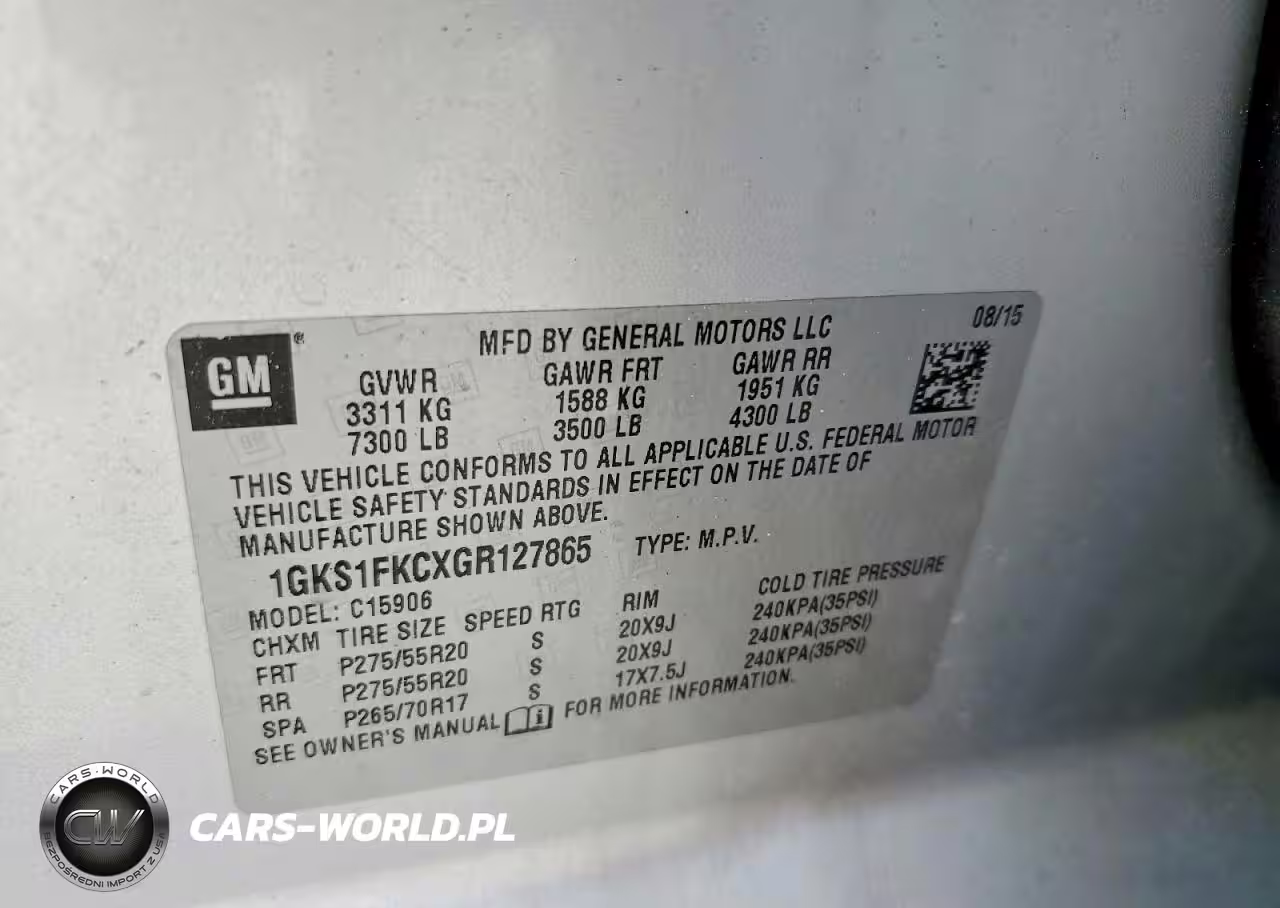 08/15
GM®
MFD BY GENERAL MOTORS LLC
GVWR GAWR FRT GAWR RR
3311 KG 1588 KG 1951 KG
7300 LB 3500 LB 4300 LB
THIS VEHICLE CONFORMS TO ALL APPLICABLE U.S. FEDERAL MOTOR
VEHICLE SAFETY STANDARDS IN EFFECT ON THE DATE OF
MANUFACTURE SHOWN ABOVE.
1GKS1FKCXGR127865 TYPE: M.P.V.
MODEL: C15906
CHXM TIRE SIZE SPEED RTG RIM COLD TIRE PRESSURE
FRT P275/55R20 S 20X9J 240KPA(35PSI)
RR P275/55R20 S 20X9J 240KPA(35PSI)
SPA P265/70R17 S 17X7.5J 240KPA(35PSI)
SEE OWNER'S MANUAL FOR MORE INFORMATION.
CARS-WORLD
CW
BEZPOŚREDNI IMPORT Z USA
CARS-WORLD.PL